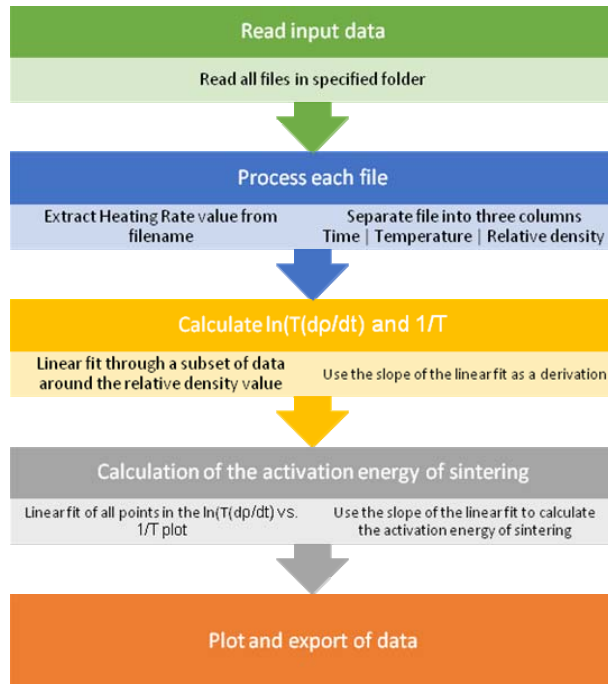 Read input data
Read all files in specified folder
Process each file
Extract Heating Rate value from
filename
Separate file into three columns
Time | Temperature | Relative density
Calculate ln(T(dρ/dt) and 1/T
Linear fit through a subset of data
around the relative density value
Use the slope of the linear fit as a derivation
Calculation of the activation energy of sintering
Linear fit of all points in the ln(T(dρ/dt) vs.
1/T plot
Use the slope of the linear fit to calculate
the activation energy of sintering
Plot and export of data